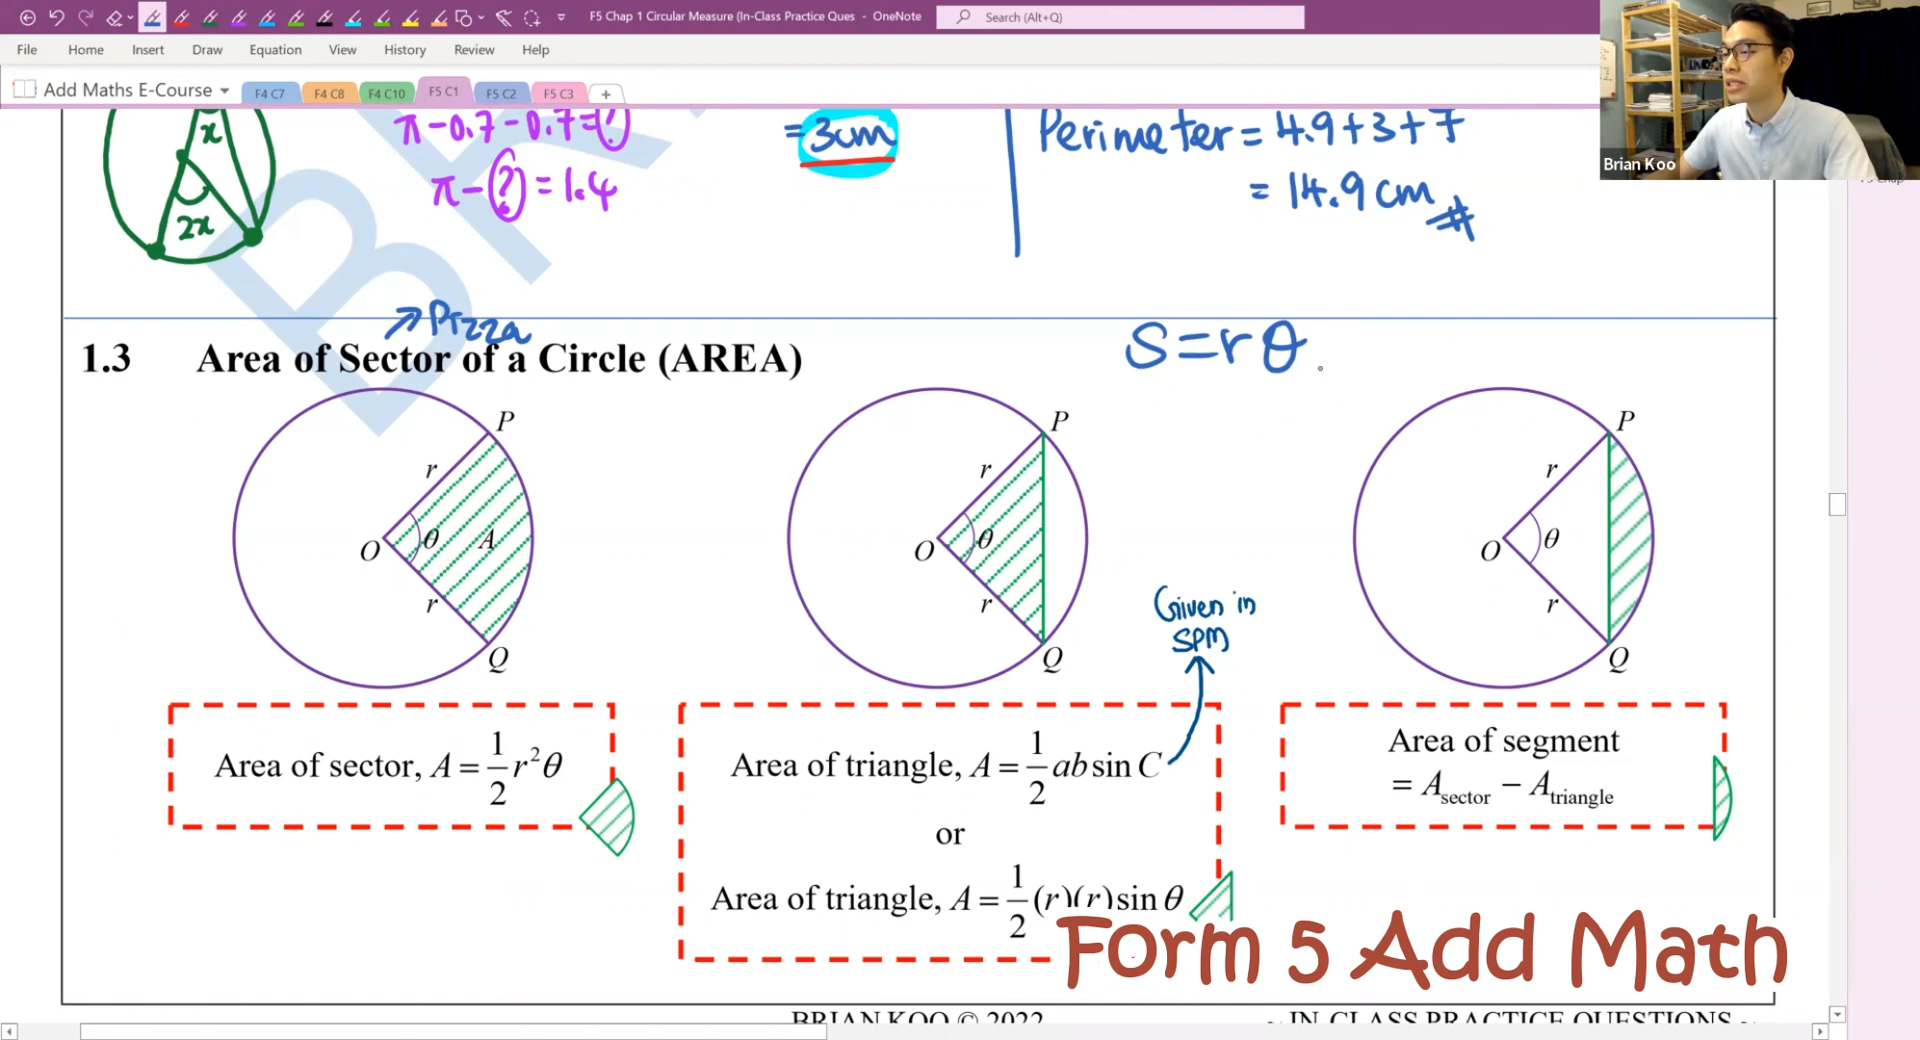 F5 Chap 1 Circular Measure (In-Class Practice Ques - OneNote
Search (Alt+Q)
File Home Insert Draw Equation View History Review Help
Add Maths E-Course F4 C7 F4 C8 F4 C10 F5 C1 F5 C2 F5 C3 +
Brian Koo
x
2x
π-0.7-0.7=?
π-?=1.4
=3cm
Perimeter = 4.9+3+7
= 14.9cm #
Pizza
S=rθ
1.3 Area of Sector of a Circle (AREA)
P r O θ A r Q
P r O θ r Q
P r O θ r Q
Given in
SPM
Area of sector, A = 1/2 r²θ
Area of triangle, A = 1/2 ab sin C
or
Area of triangle, A = 1/2 (r)(r) sin θ
Area of segment
= Asector − Atriangle
Form 5 Add Math
BRIAN KOO © 2022
~ IN-CLASS PRACTICE QUESTIONS ~